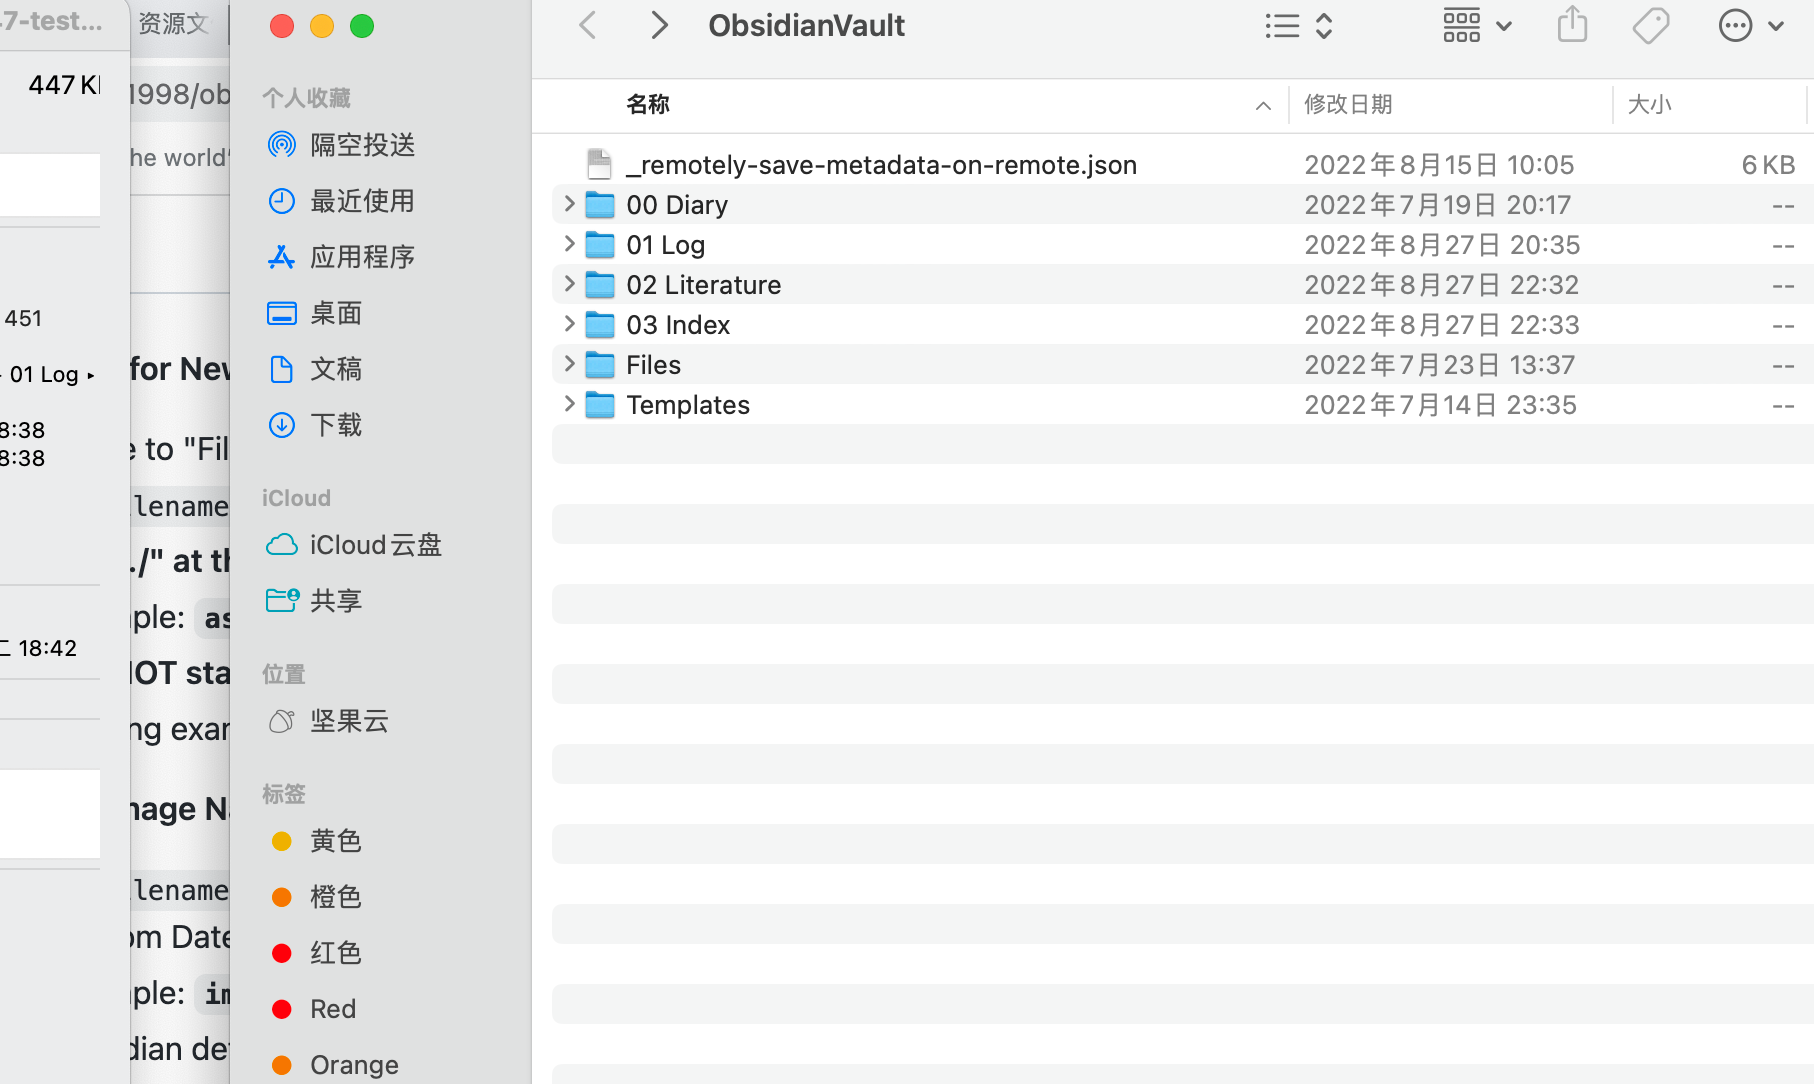 7-test...
447 K
451
01 Log ▸
8:38
8:38
18:42
资源文
1998/ob
he world
for New
e to "Fil
lename
./" at th
ple: as
OT sta
ng exar
mage Na
lename
om Date
ple: im
dian de
个人收藏
隔空投送
最近使用
应用程序
桌面
文稿
下载
iCloud
iCloud云盘
共享
位置
坚果云
标签
黄色
橙色
红色
Red
Orange
ObsidianVault
名称 修改日期 大小
_remotely-save-metadata-on-remote.json 2022年8月15日 10:05 6 KB
00 Diary 2022年7月19日 20:17 --
01 Log 2022年8月27日 20:35 --
02 Literature 2022年8月27日 22:32 --
03 Index 2022年8月27日 22:33 --
Files 2022年7月23日 13:37 --
Templates 2022年7月14日 23:35 --